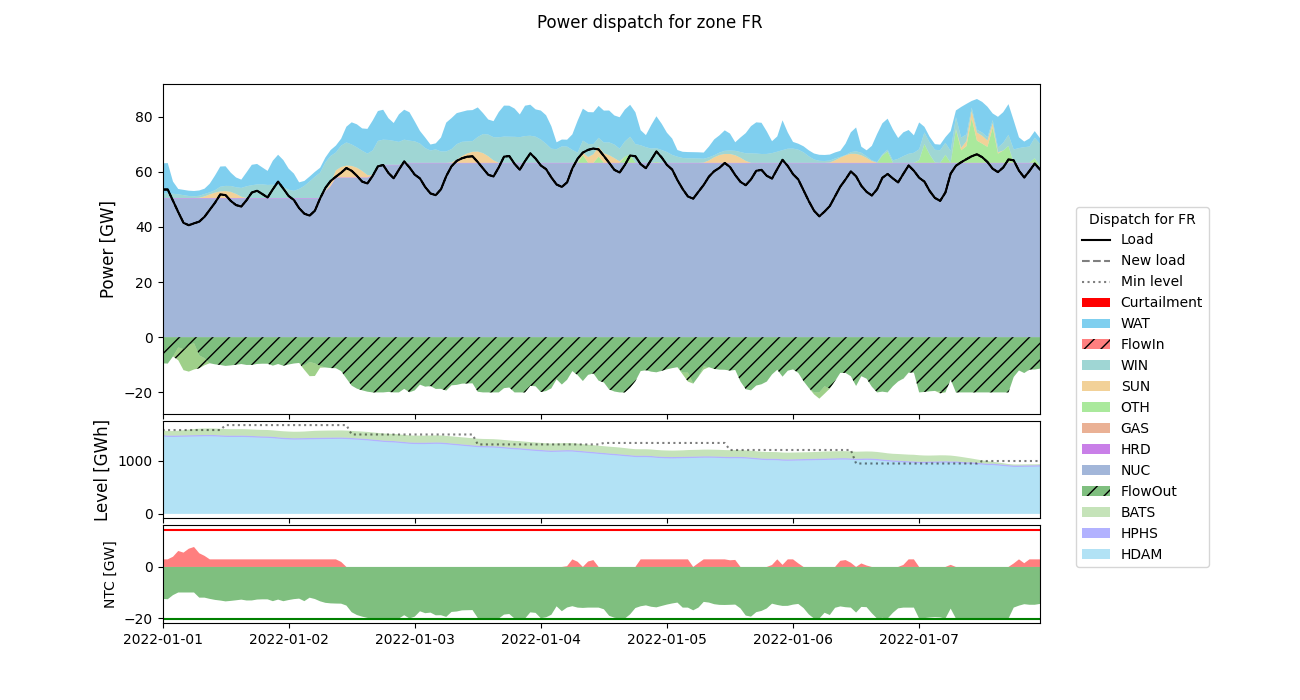 Power dispatch for zone FR
Power [GW]
80
60
40
20
0
−20
Level [GWh]
1000
0
NTC [GW]
0
−20
2022-01-01
2022-01-02
2022-01-03
2022-01-04
2022-01-05
2022-01-06
2022-01-07
Dispatch for FR
Load
New load
Min level
Curtailment
WAT
FlowIn
WIN
SUN
OTH
GAS
HRD
NUC
FlowOut
BATS
HPHS
HDAM